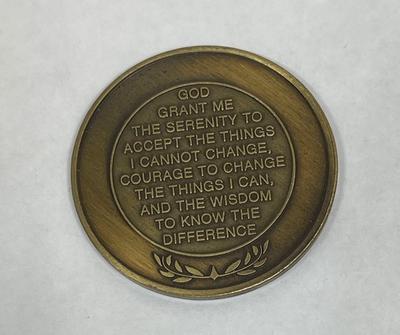 GOD
GRANT ME
THE SERENITY TO
ACCEPT THE THINGS
I CANNOT CHANGE,
COURAGE TO CHANGE
THE THINGS I CAN,
AND THE WISDOM
TO KNOW THE
DIFFERENCE